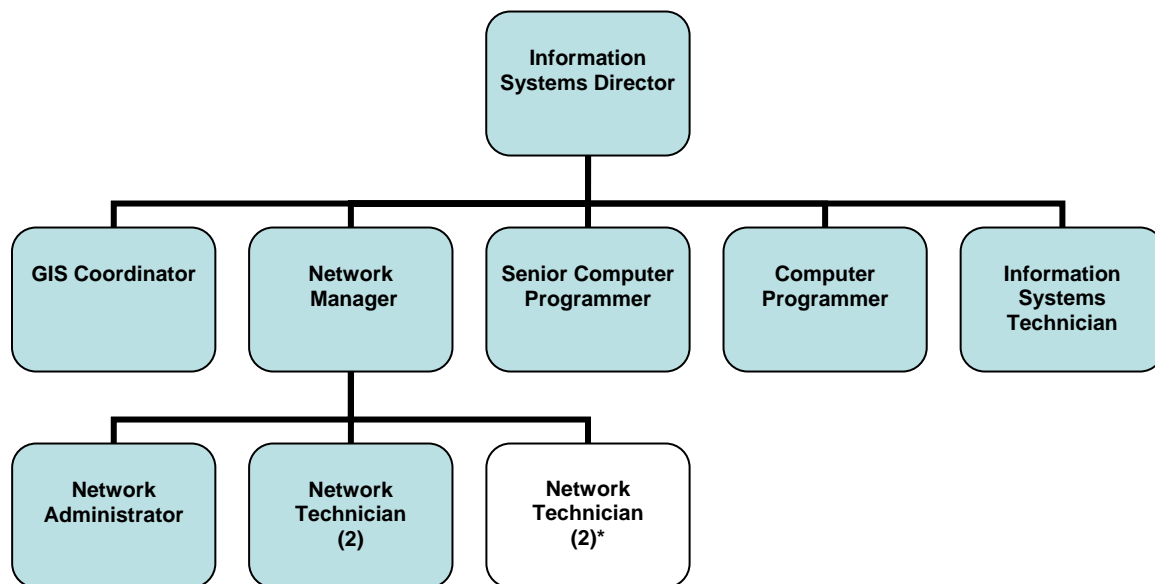 Information
Systems Director
GIS Coordinator
Network
Manager
Senior Computer
Programmer
Computer
Programmer
Information
Systems
Technician
Network
Administrator
Network
Technician
(2)
Network
Technician
(2)*